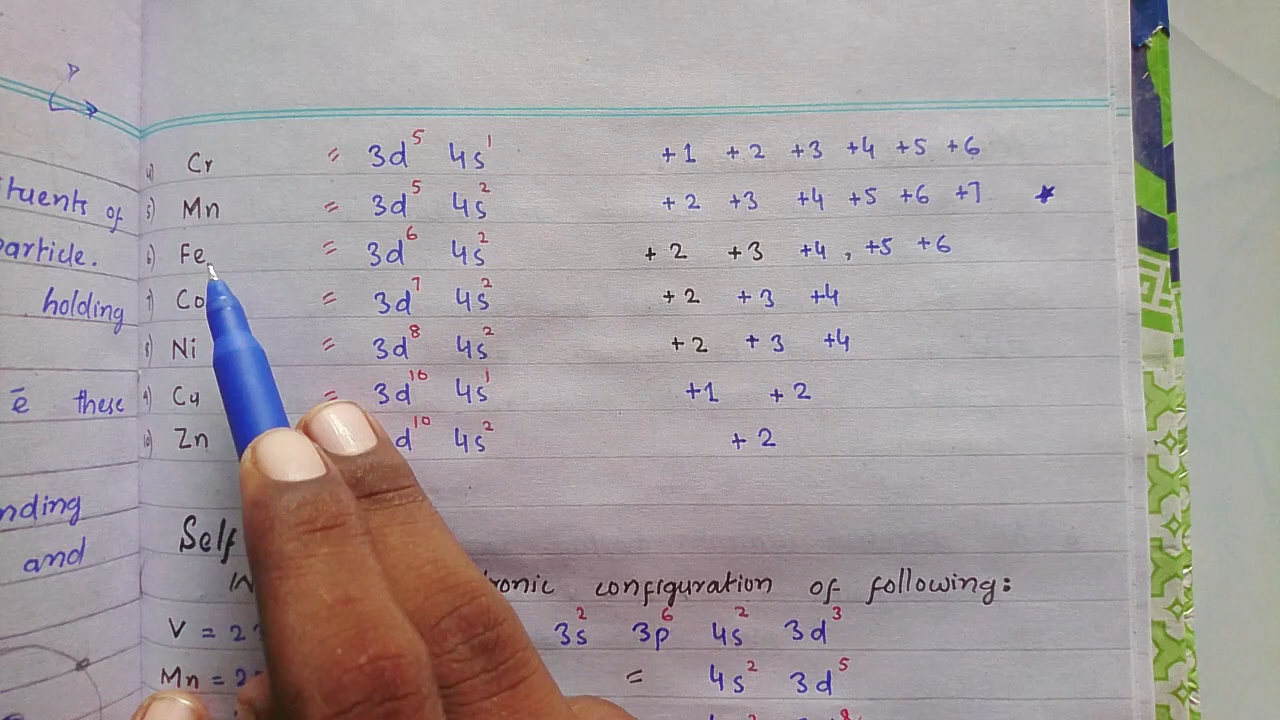 tuents of
particle.
holding
ē these
nding
and
4) Cr = 3d⁵ 4s¹ +1 +2 +3 +4 +5 +6
5) Mn = 3d⁵ 4s² +2 +3 +4 +5 +6 +7 *
6) Fe = 3d⁶ 4s² +2 +3 +4 , +5 +6
7) Co = 3d⁷ 4s² +2 +3 +4
8) Ni = 3d⁸ 4s² +2 +3 +4
9) Cu = 3d¹⁰ 4s¹ +1 +2
10) Zn d¹⁰ 4s² +2
Self
ronic configuration of following:
V = 2 3s² 3p⁶ 4s² 3d³
Mn = 2 = 4s² 3d⁵